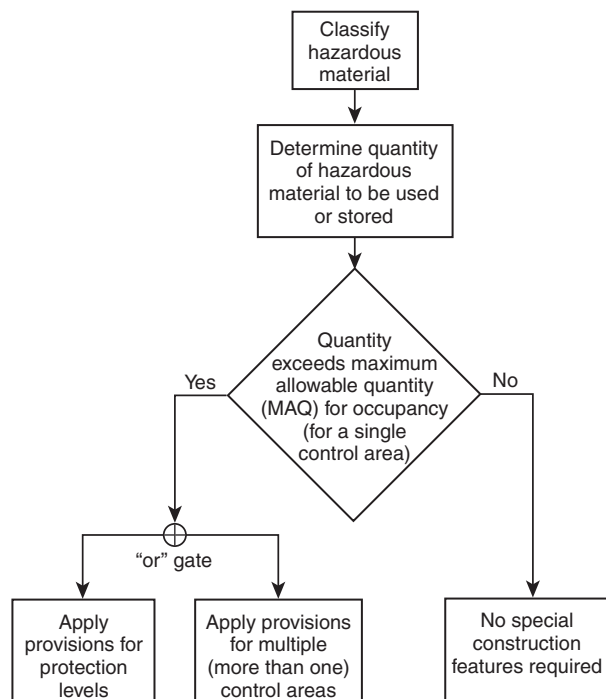 Classify
hazardous
material
Determine quantity
of hazardous
material to be used
or stored
Quantity
exceeds maximum
allowable quantity
(MAQ) for occupancy
(for a single
control area)
Yes
No
“or” gate
Apply
provisions for
protection
levels
Apply provisions
for multiple
(more than one)
control areas
No special
construction
features required